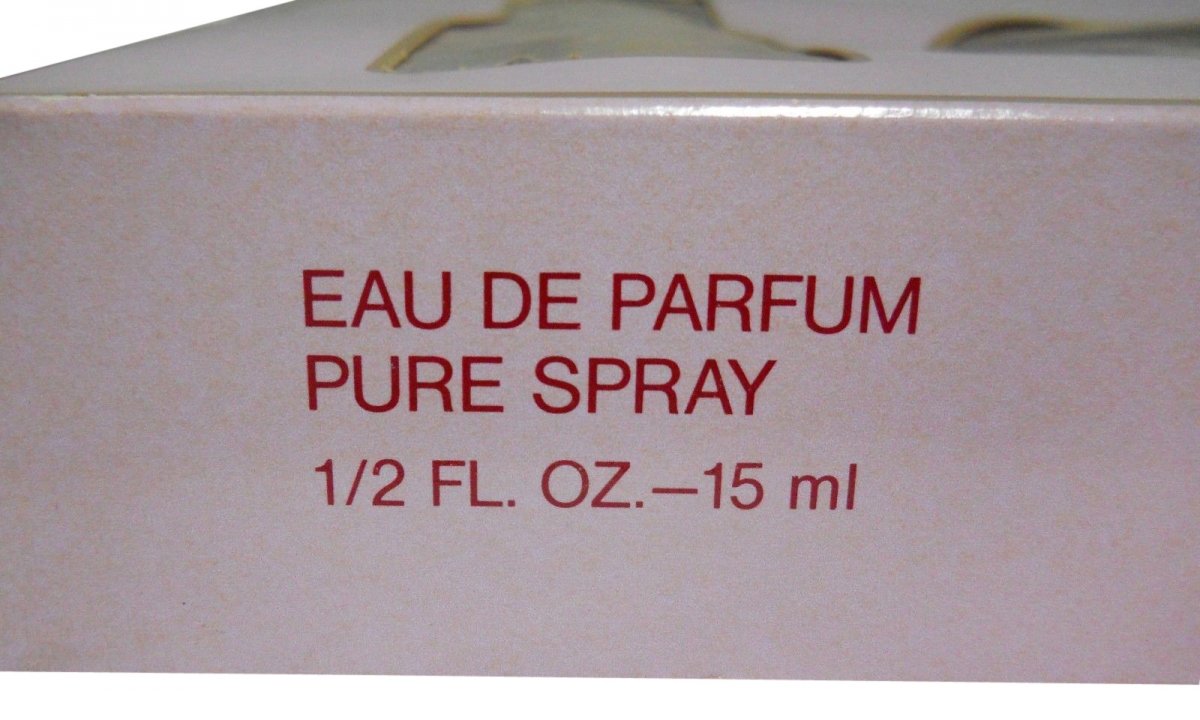 EAU DE PARFUM
PURE SPRAY
1/2 FL. OZ.—15 ml